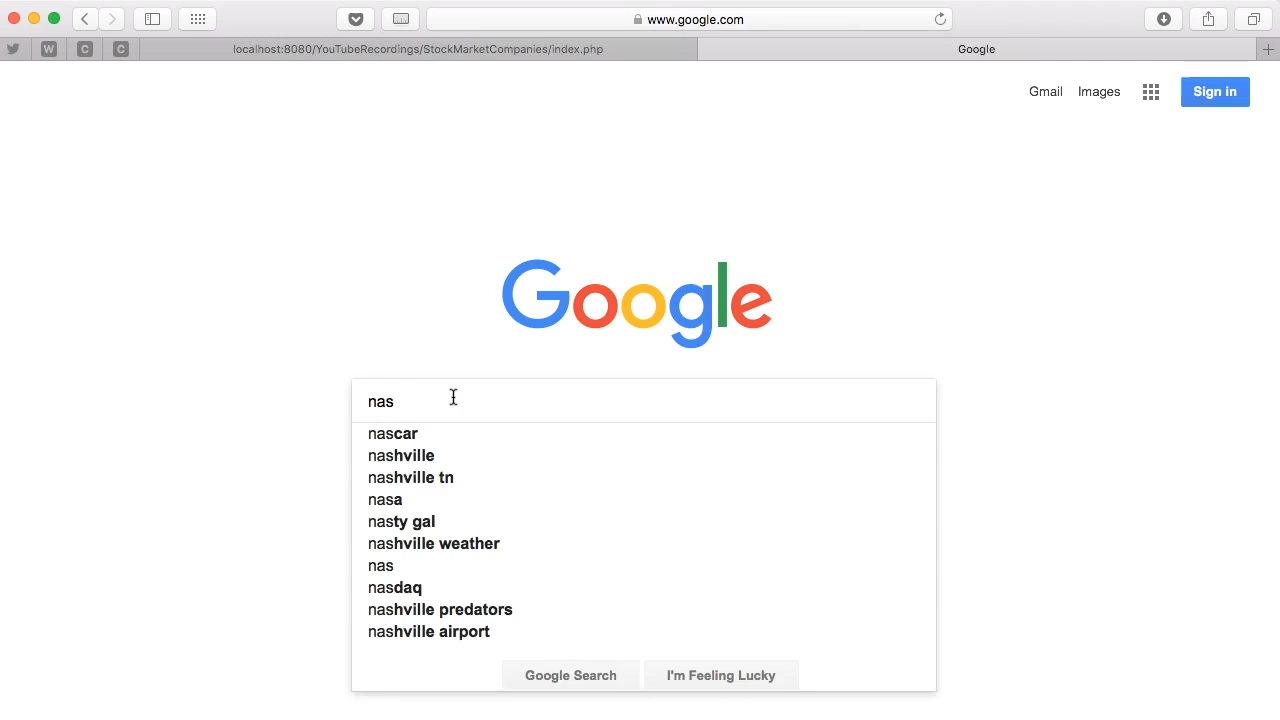 www.google.com
W
C
C
localhost:8080/YouTubeRecordings/StockMarketCompanies/index.php
Google
Gmail
Images
Sign in
Google
nas
nascar
nashville
nashville tn
nasa
nasty gal
nashville weather
nas
nasdaq
nashville predators
nashville airport
Google Search
I'm Feeling Lucky